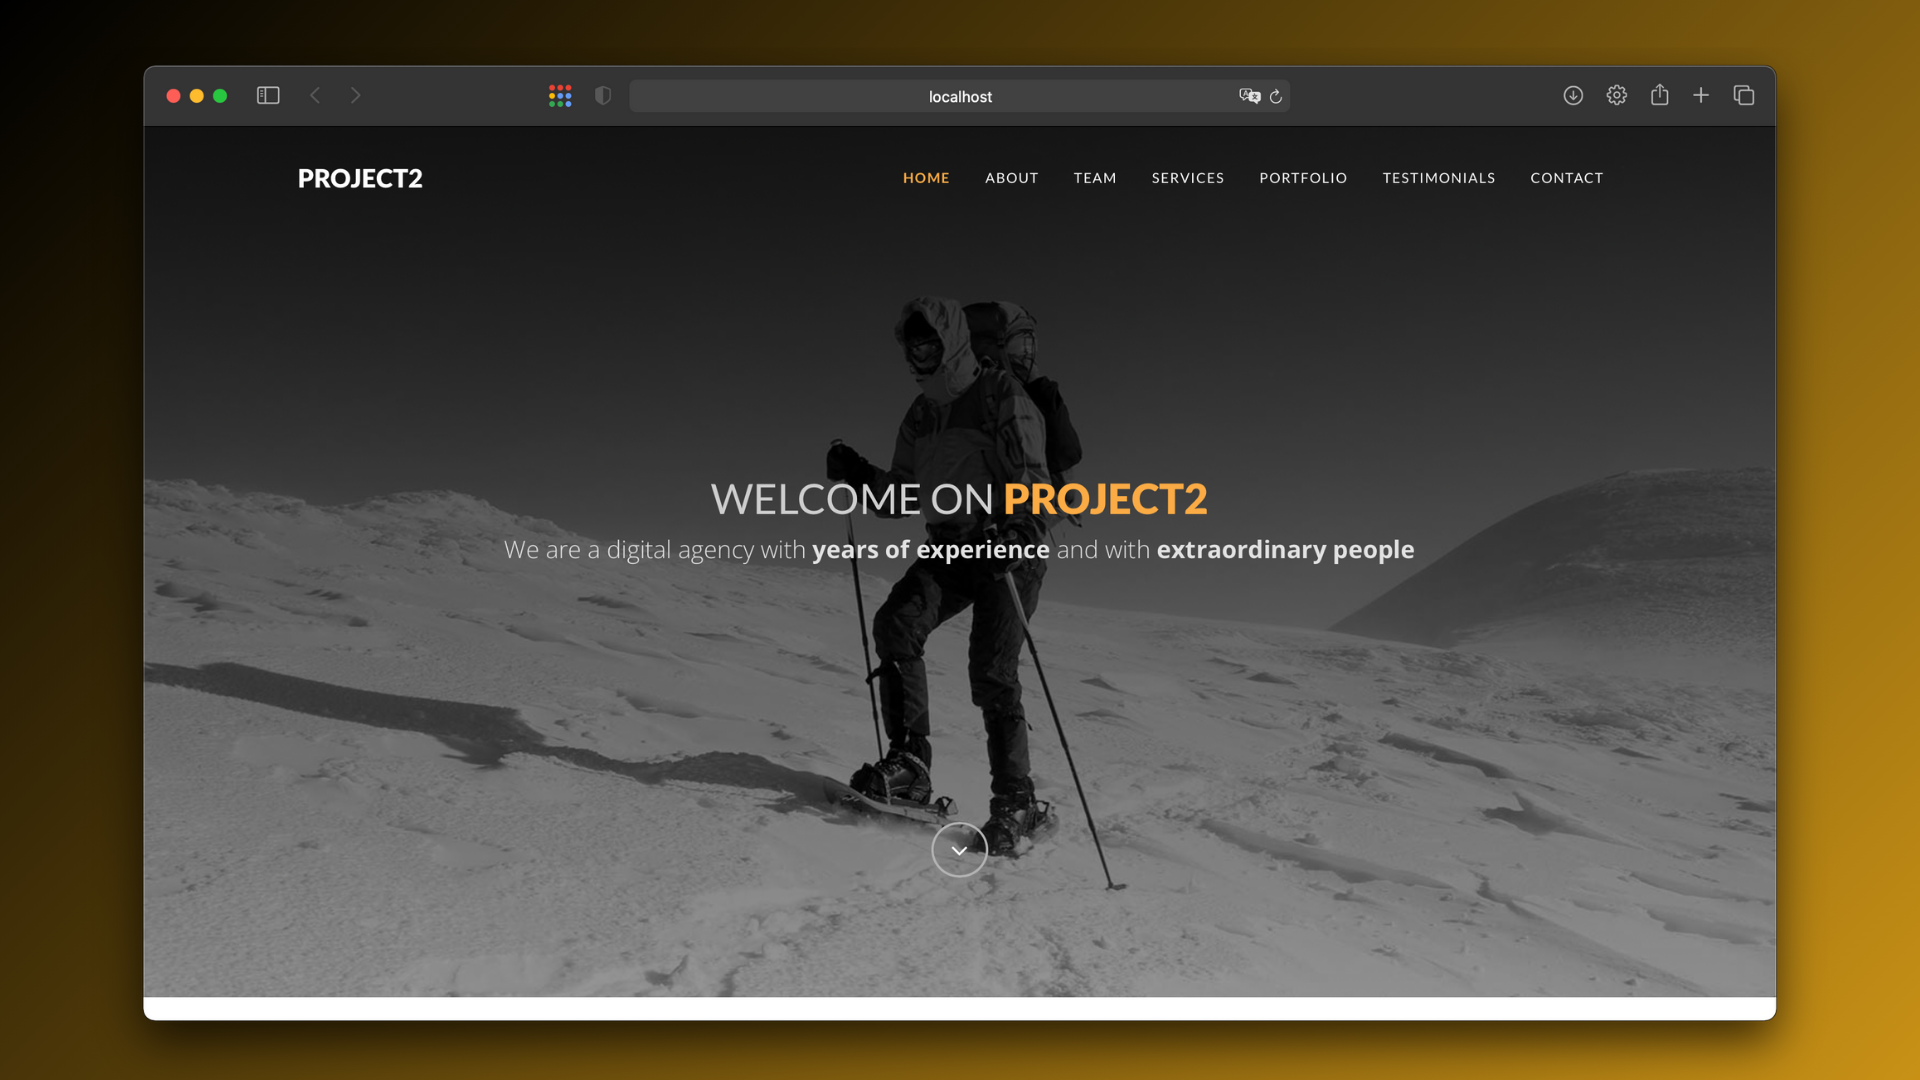 localhost
PROJECT2
HOME ABOUT TEAM SERVICES PORTFOLIO TESTIMONIALS CONTACT
WELCOME ON PROJECT2
We are a digital agency with years of experience and with extraordinary people